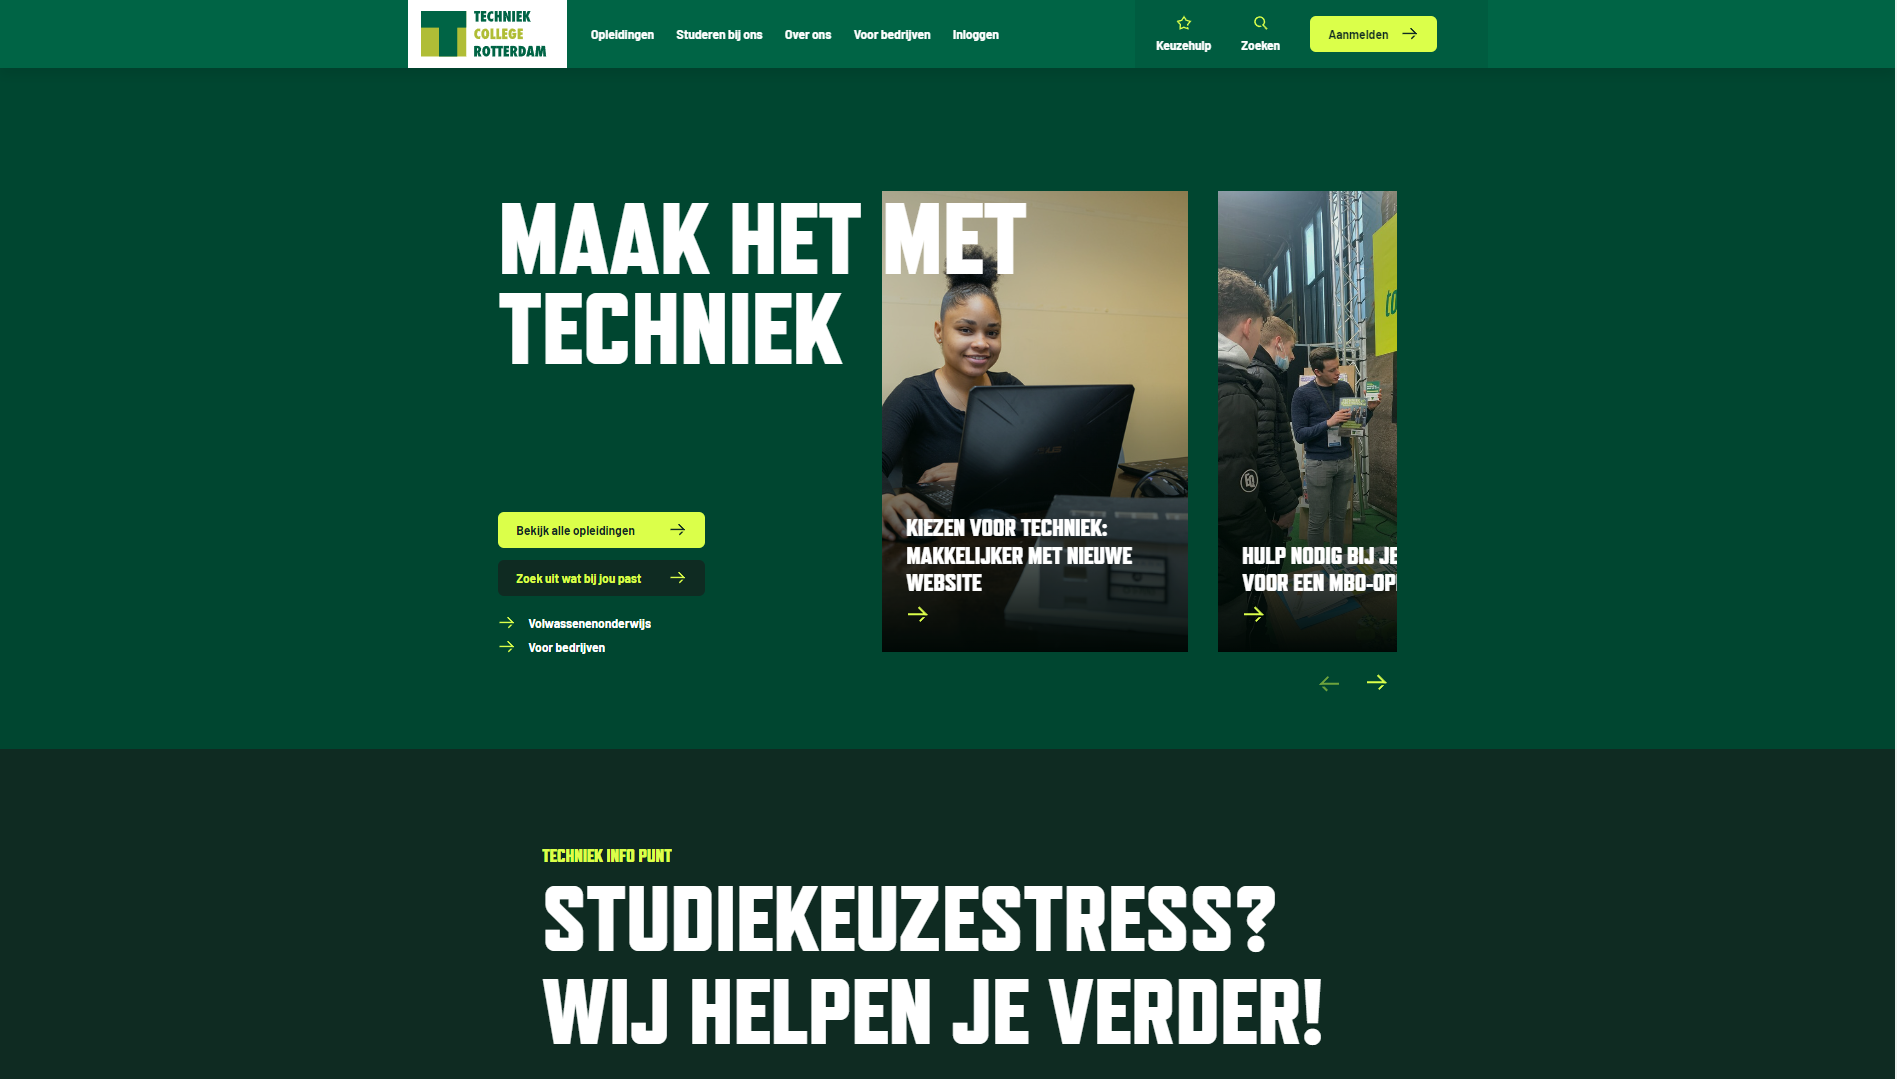 TECHNIEK
COLLEGE
ROTTERDAM
Opleidingen
Studeren bij ons
Over ons
Voor bedrijven
Inloggen
Keuzehulp
Zoeken
Aanmelden
MAAK HET MET
TECHNIEK
Bekijk alle opleidingen
Zoek uit wat bij jou past
Volwassenenonderwijs
Voor bedrijven
KIEZEN VOOR TECHNIEK:
MAKKELIJKER MET NIEUWE
WEBSITE
HULP NODIG BIJ JE
VOOR EEN MBO-OP
TECHNIEK INFO PUNT
STUDIEKEUZESTRESS?
WIJ HELPEN JE VERDER!